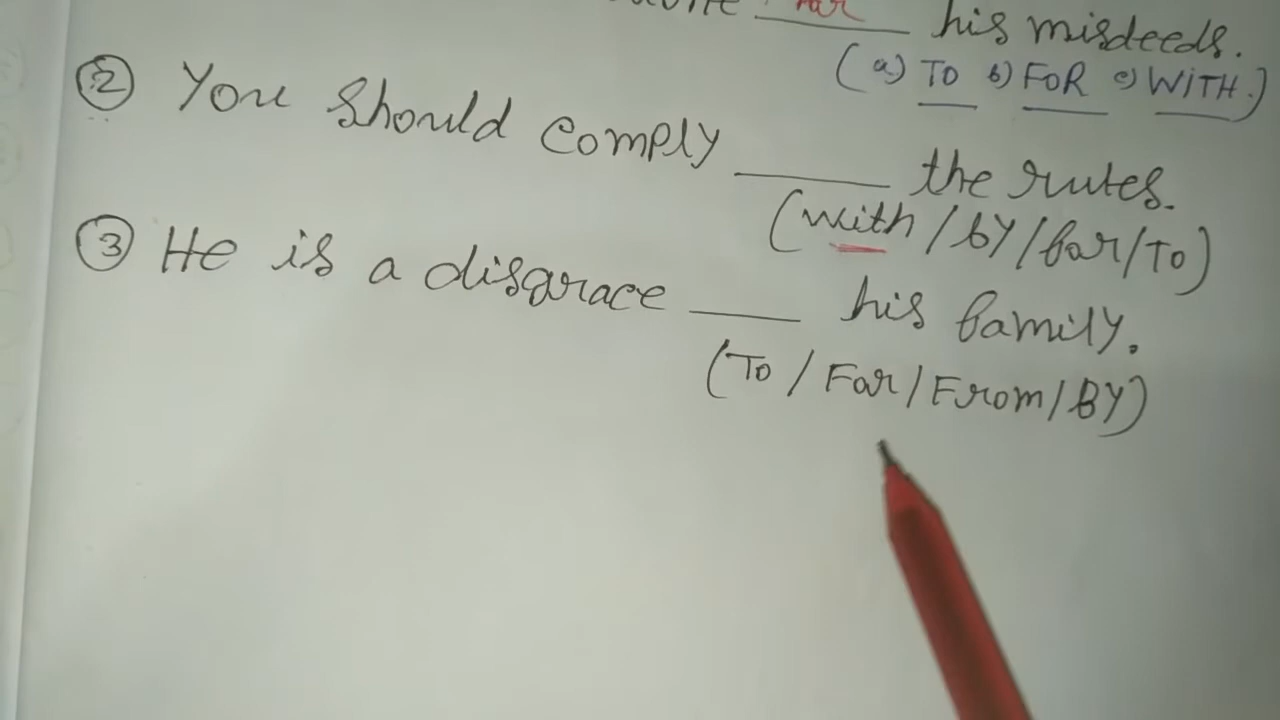 his misdeeds.
(a) TO b) FOR c) WITH.)
② You should comply ______ the rules.
(with / by / for / To)
③ He is a disgrace ____ his family.
(To / For / From / BY)